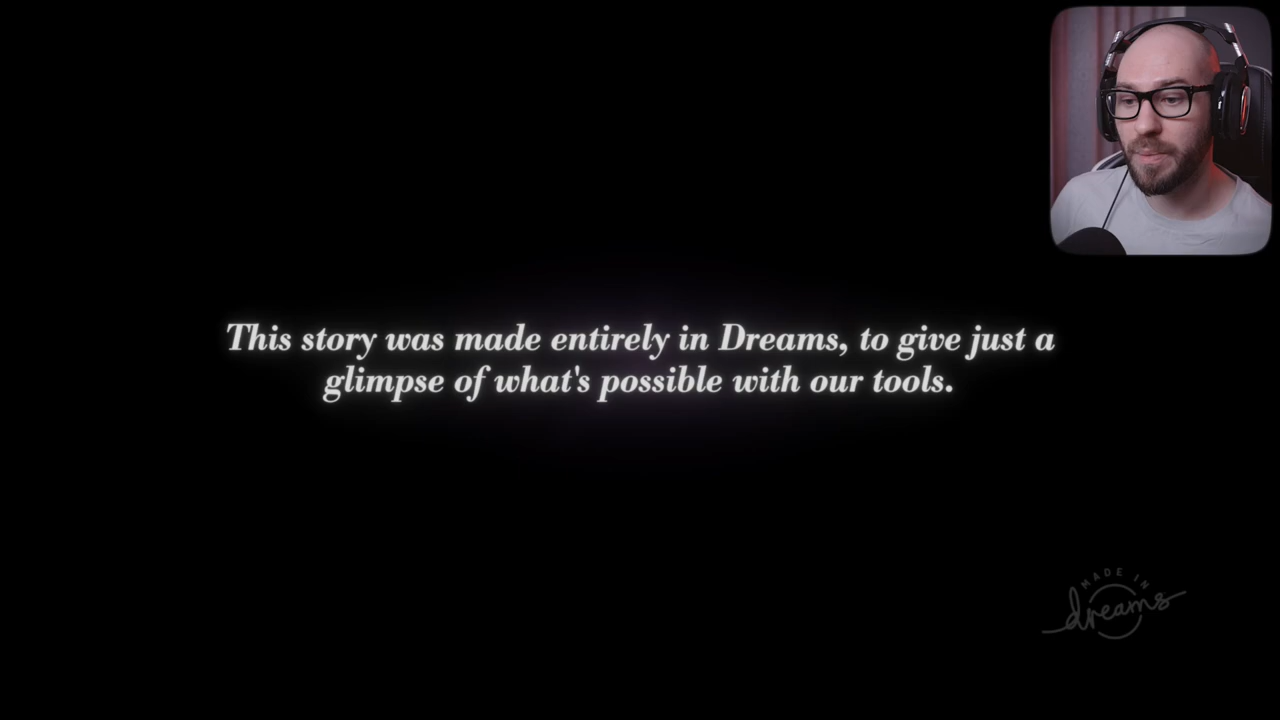 This story was made entirely in Dreams, to give just a
glimpse of what's possible with our tools.
MADE IN
dreams